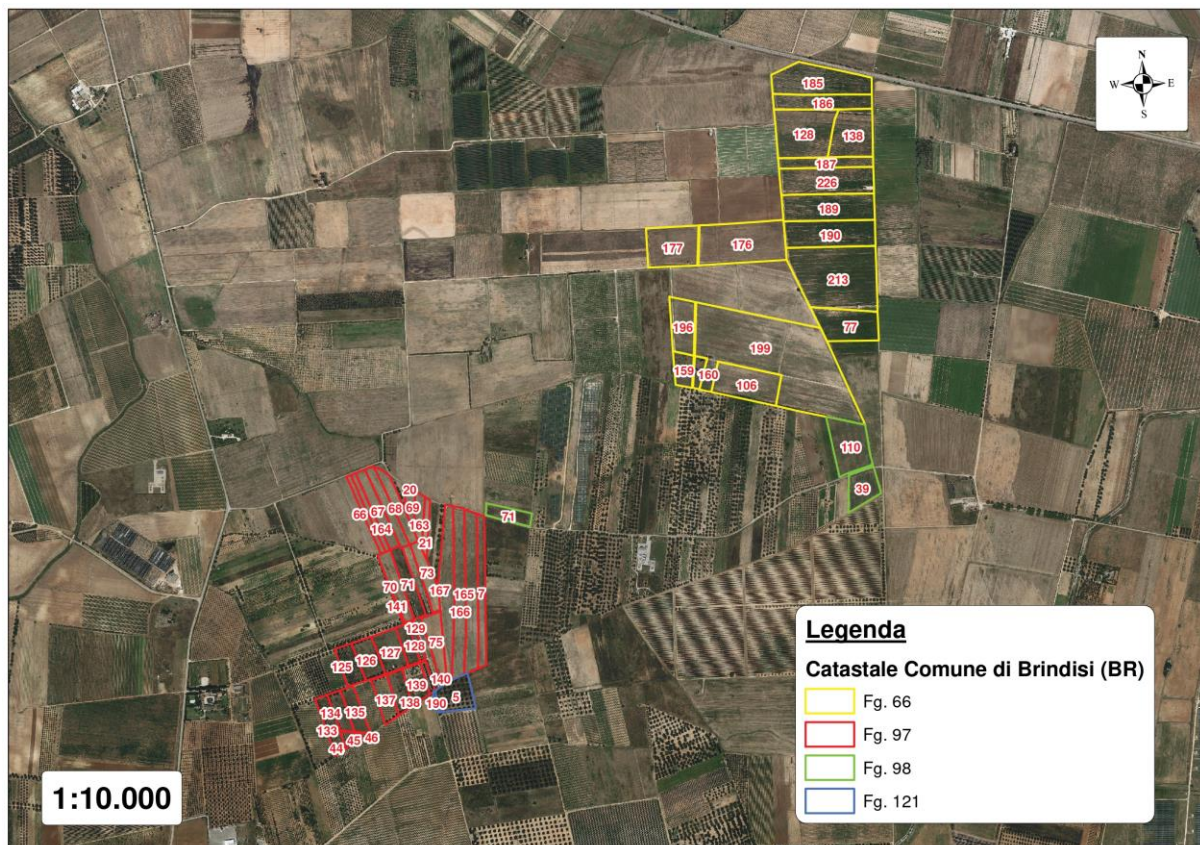 N
W E
S
185
186
128 138
187
226
189
190
177 176
213
77
196
199
159 160
106
110
39
20
66 67 68 69
164 163
71
21
73
70 71
167 165 7
141
166
129
128 75
125 126 127
140
139
137
138 190 5
134 135
133
44 45 46
Legenda
Catastale Comune di Brindisi (BR)
Fg. 66
Fg. 97
Fg. 98
Fg. 121
1:10.000